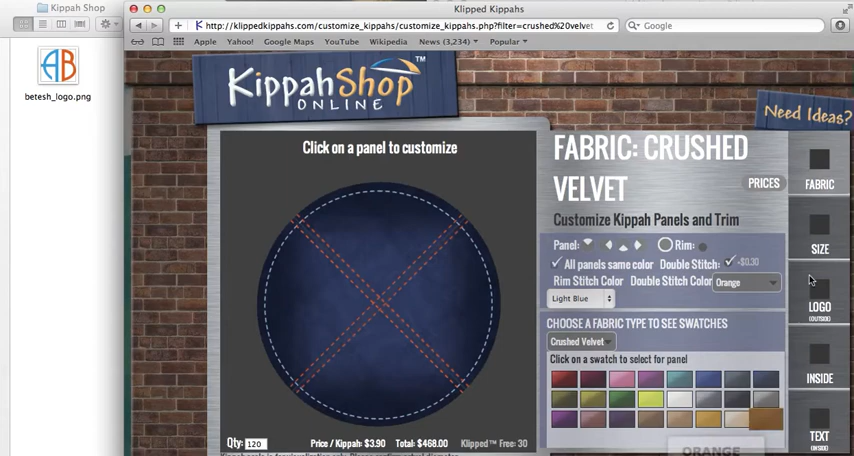 Kippah Shop
Klipped Kippahs
http://klippedkippahs.com/customize_kippahs/customize_kippahs.php?filter=crushed%20velvet
Google
Apple Yahoo! Google Maps YouTube Wikipedia News (3,234) Popular
AB
betesh_logo.png
KippahShop™
ONLINE
Need Ideas?
Click on a panel to customize
FABRIC: CRUSHED
VELVET
PRICES
Customize Kippah Panels and Trim
Panel:
Rim:
All panels same color
Double Stitch:
+$0.30
Rim Stitch Color
Double Stitch Color
Orange
Light Blue
CHOOSE A FABRIC TYPE TO SEE SWATCHES
Crushed Velvet
Click on a swatch to select for panel
FABRIC
SIZE
LOGO
(OUTSIDE)
INSIDE
TEXT
(INSIDE)
Qty: 120
Price / Kippah: $3.90
Total: $468.00
Klipped™ Free: 30
ORANGE